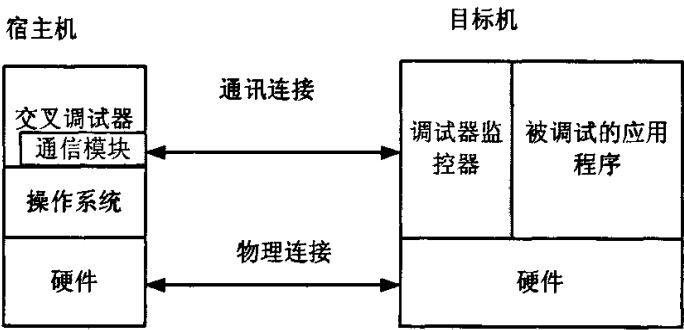 宿主机
目标机
交叉调试器
通信模块
操作系统
硬件
通讯连接
物理连接
调试器监
控器
被调试的应用
程序
硬件